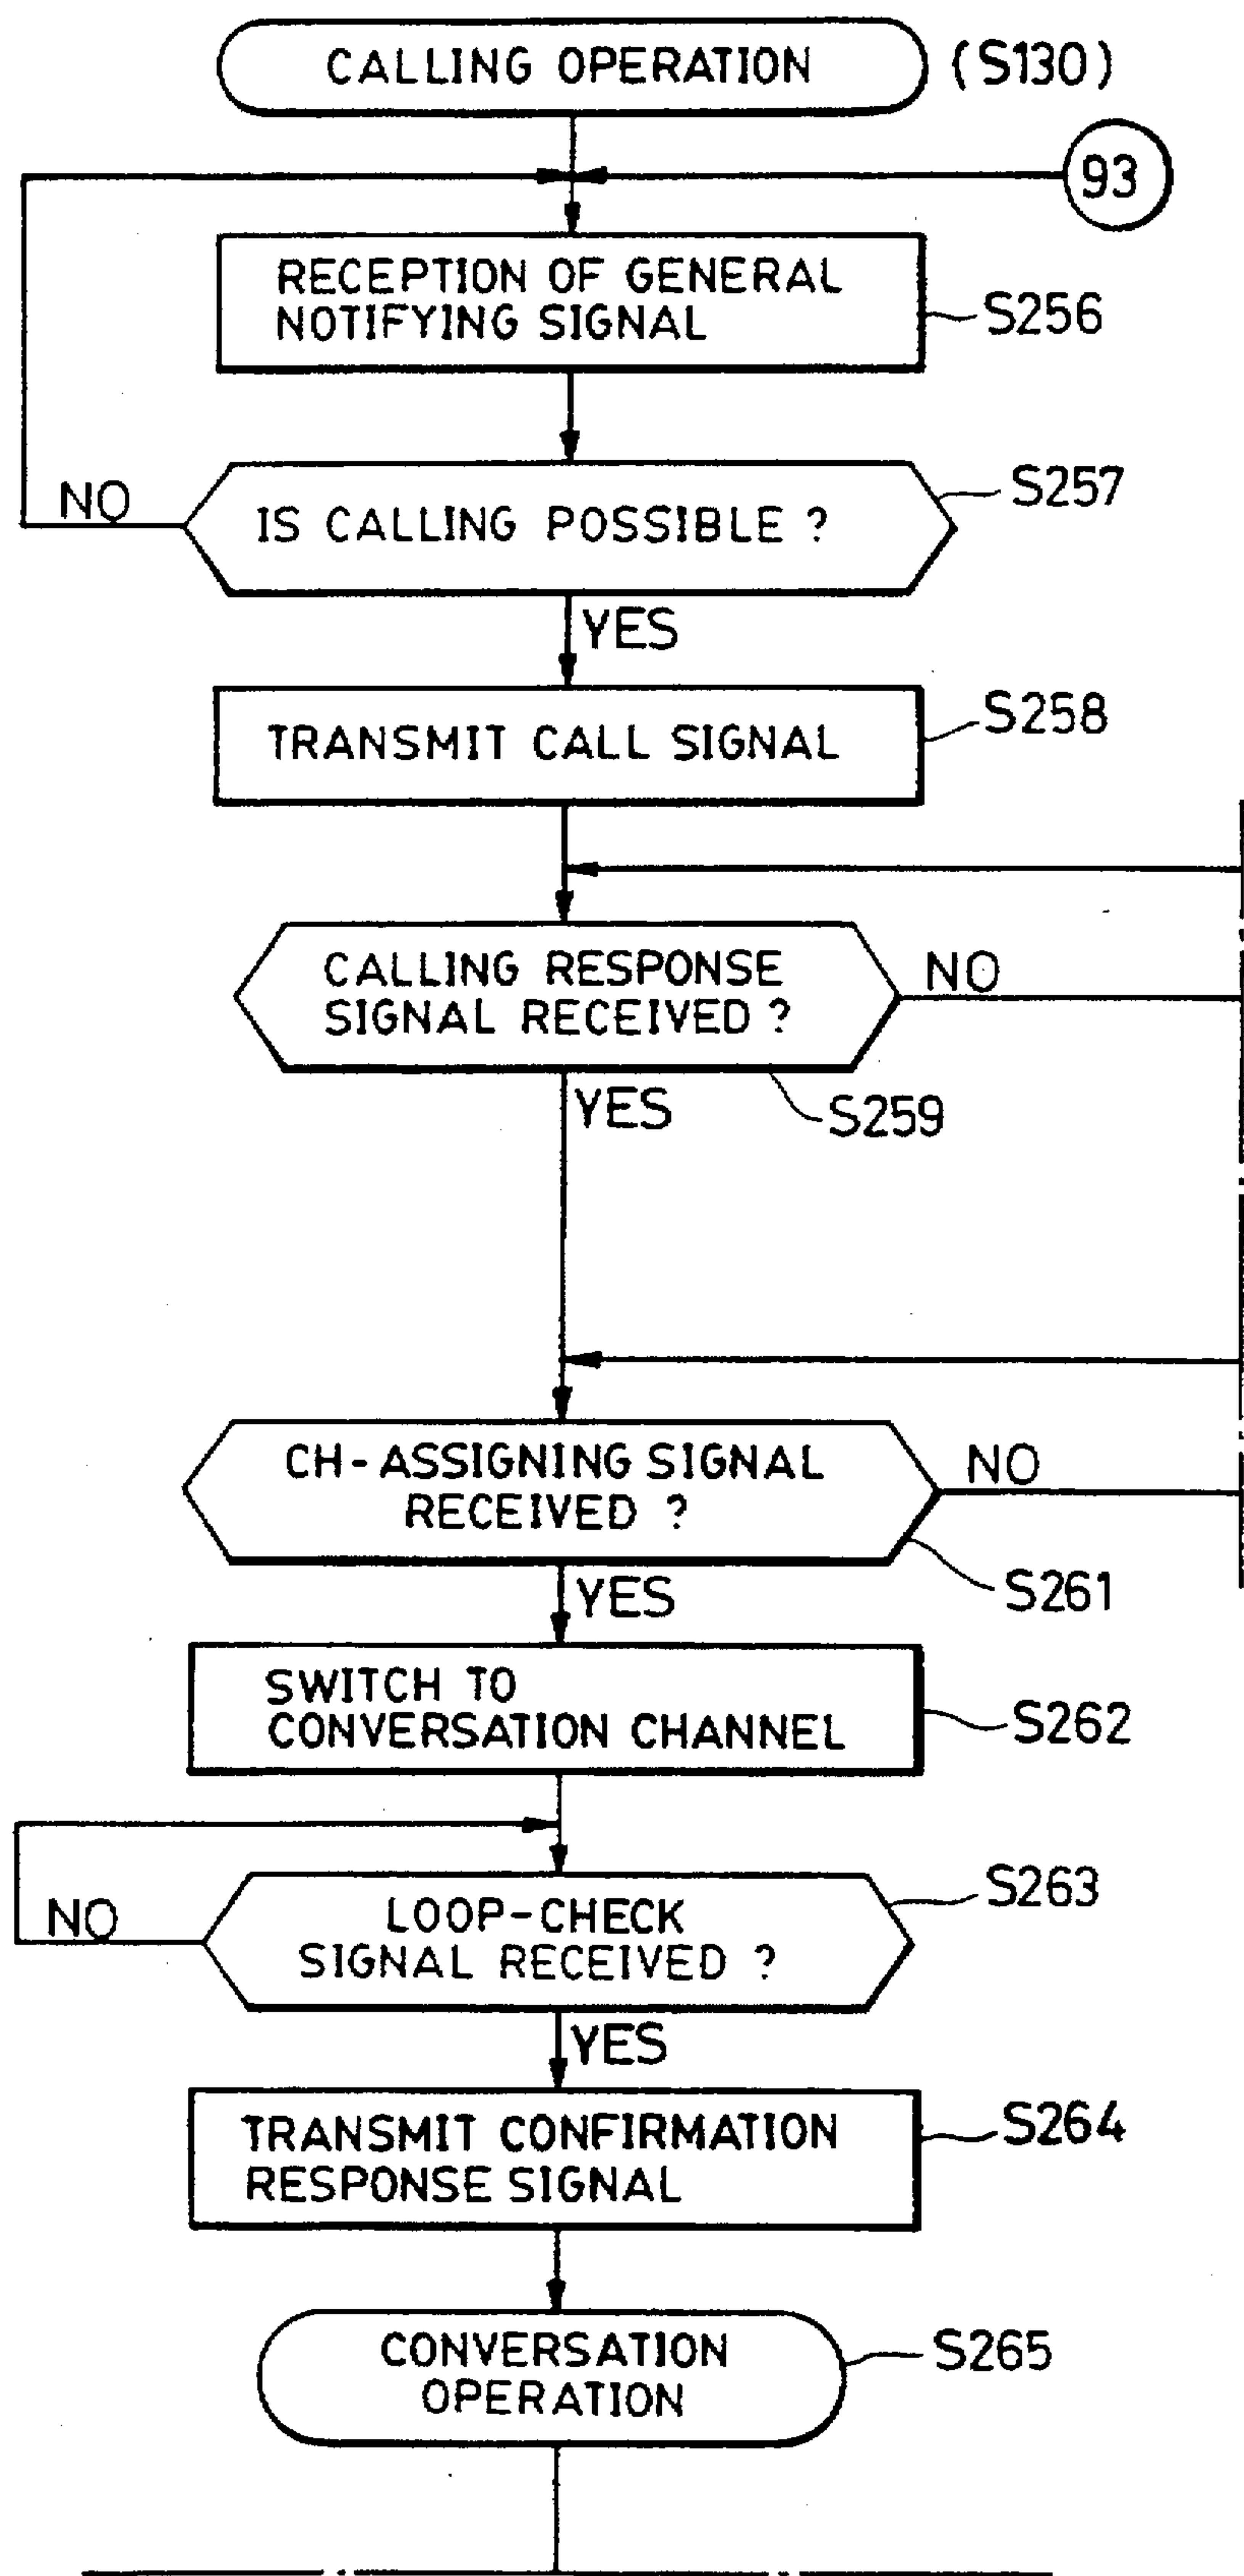 CALLING OPERATION (S130)
93
RECEPTION OF GENERAL
NOTIFYING SIGNAL
S256
NO
IS CALLING POSSIBLE ?
S257
YES
TRANSMIT CALL SIGNAL
S258
CALLING RESPONSE
SIGNAL RECEIVED ?
NO
YES
S259
CH-ASSIGNING SIGNAL
RECEIVED ?
NO
YES
S261
SWITCH TO
CONVERSATION CHANNEL
S262
NO
LOOP-CHECK
SIGNAL RECEIVED ?
S263
YES
TRANSMIT CONFIRMATION
RESPONSE SIGNAL
S264
CONVERSATION
OPERATION
S265